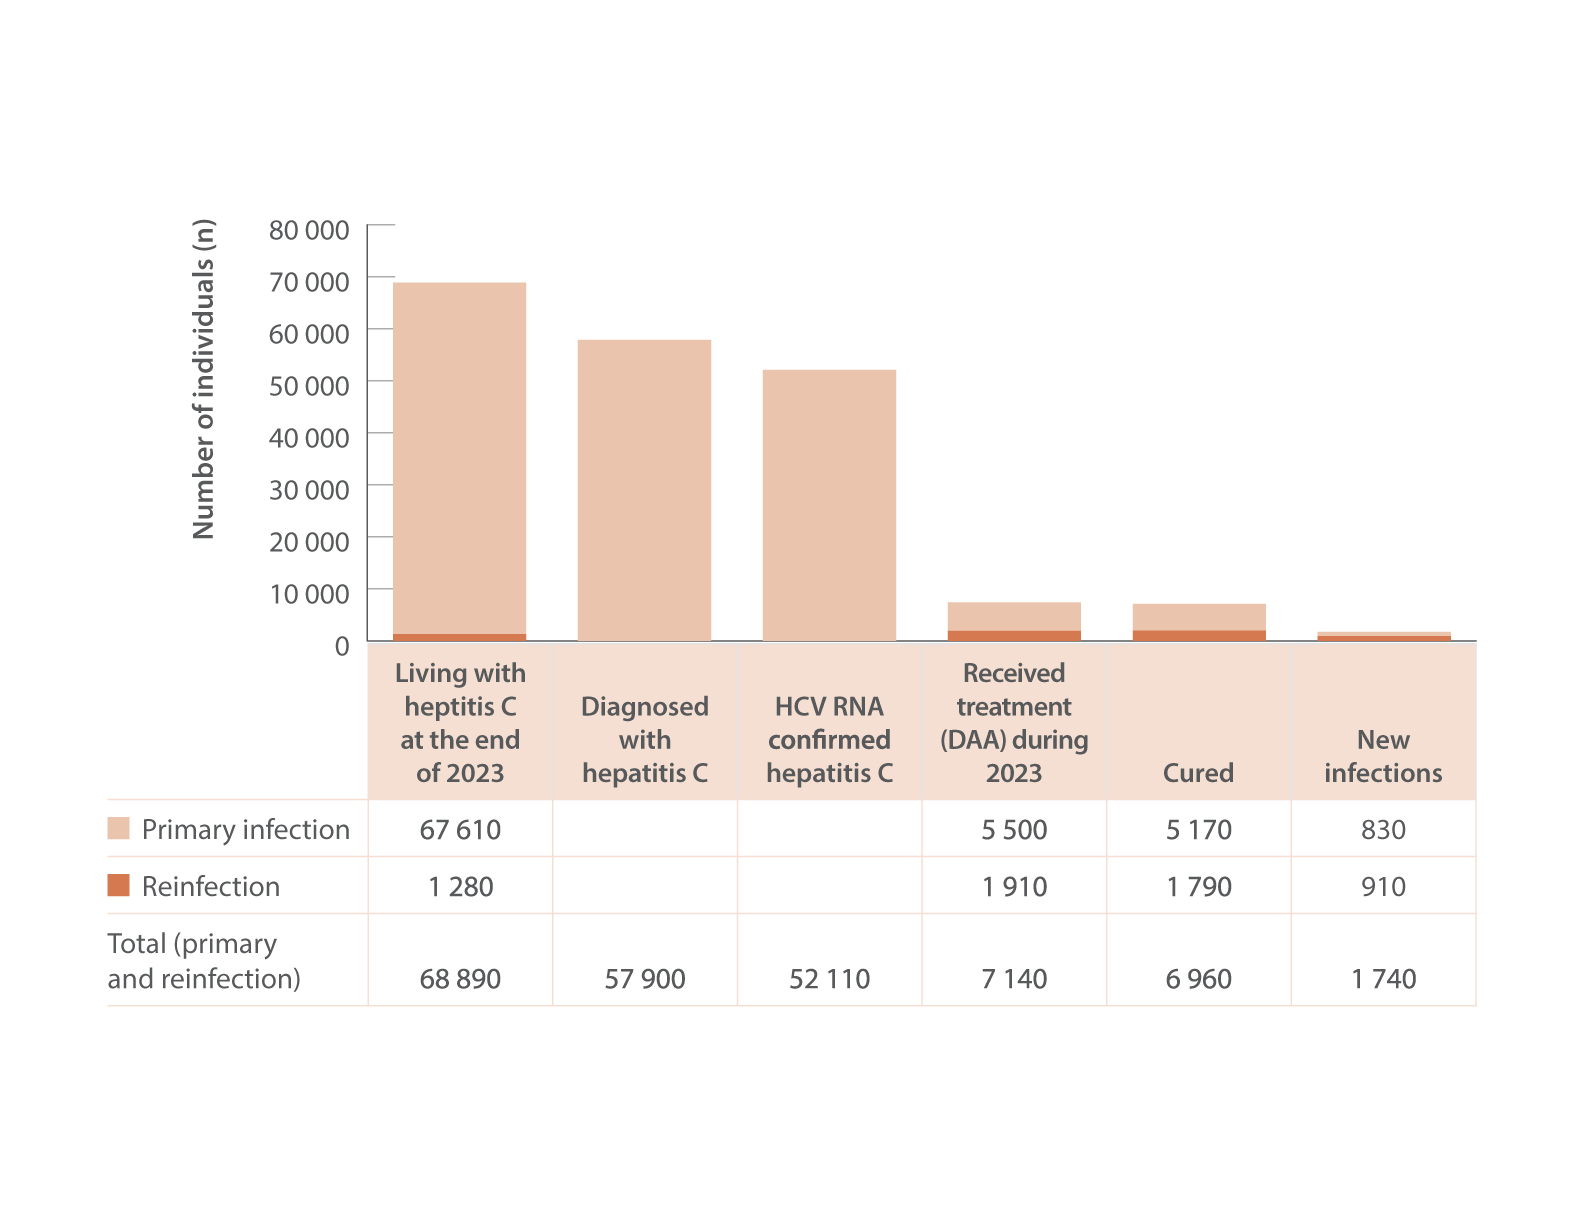 Number of individuals (n)
80 000
70 000
60 000
50 000
40 000
30 000
20 000
10 000
0
Living with
heptitis C
at the end
of 2023
Diagnosed
with
hepatitis C
HCV RNA
confirmed
hepatitis C
Received
treatment
(DAA) during
2023
Cured
New
infections
Primary infection 67 610 5 500 5 170 830
Reinfection 1 280 1 910 1 790 910
Total (primary
and reinfection) 68 890 57 900 52 110 7 140 6 960 1 740